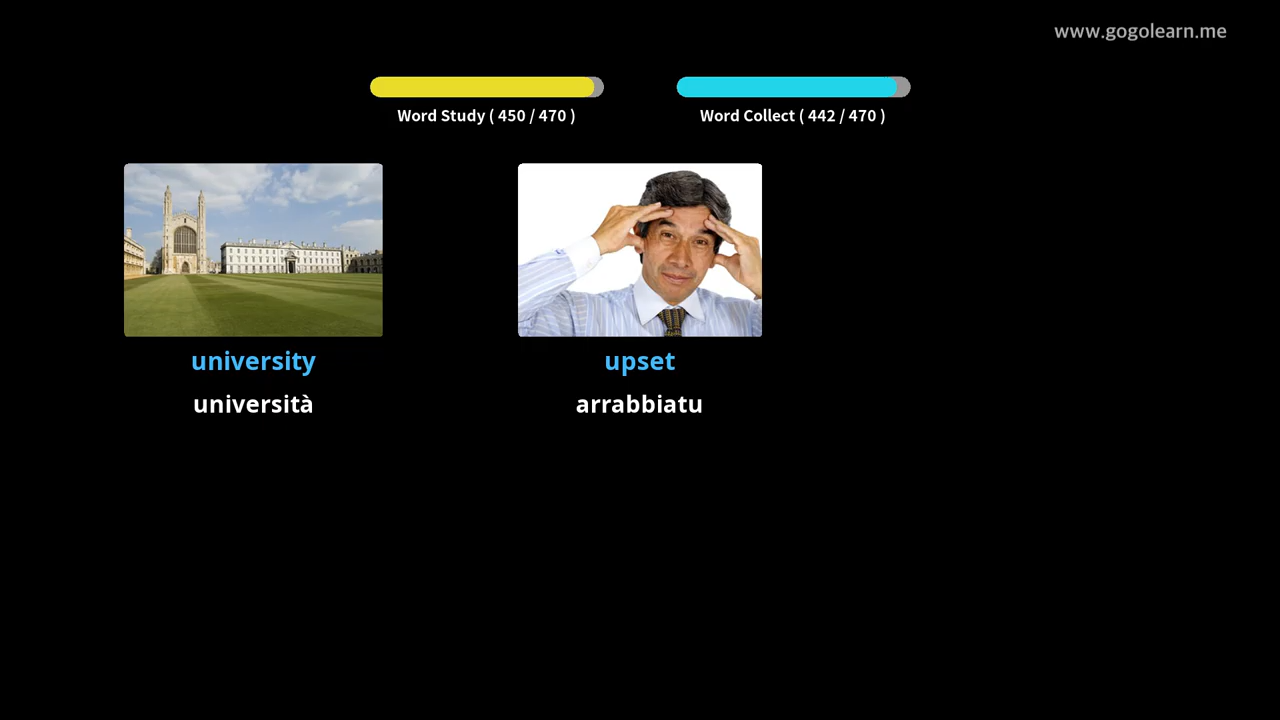 www.gogolearn.me
Word Study ( 450 / 470 )
Word Collect ( 442 / 470 )
university
upset
università
arrabbiatu